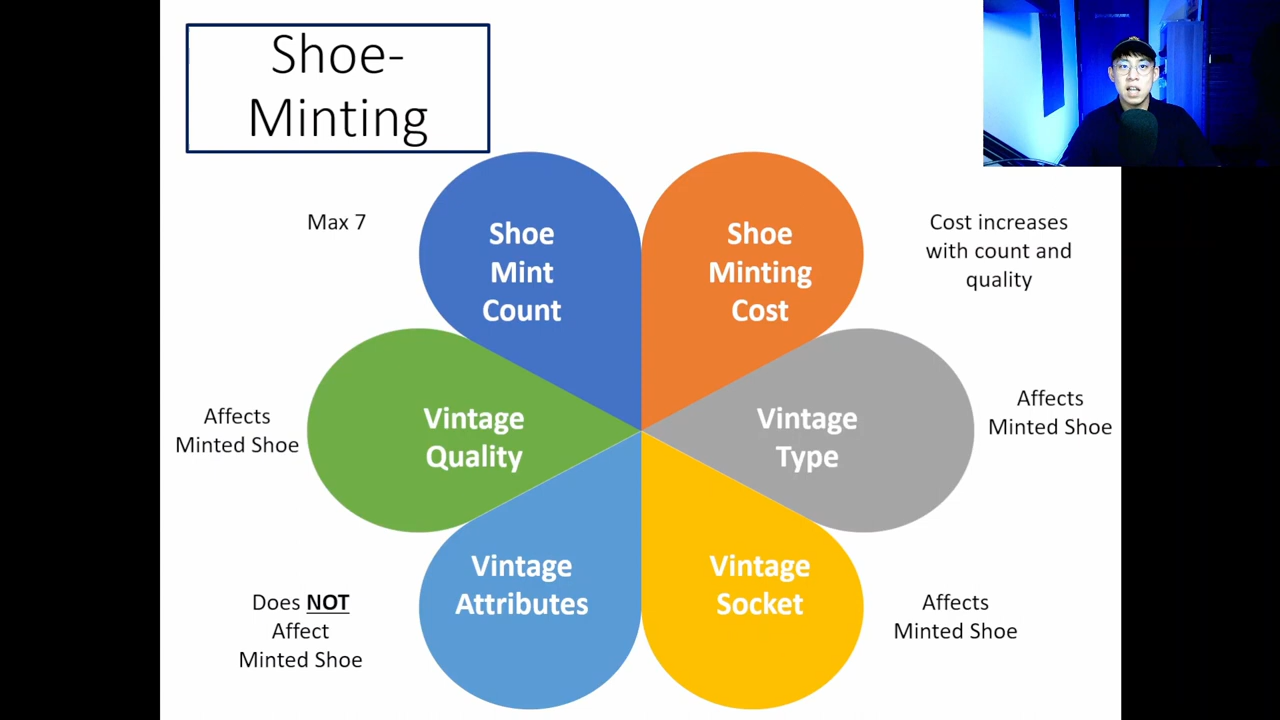 Shoe-
Minting
Max 7
Shoe
Mint
Count
Shoe
Minting
Cost
Cost increases
with count and
quality
Affects
Minted Shoe
Vintage
Quality
Vintage
Type
Affects
Minted Shoe
Does NOT
Affect
Minted Shoe
Vintage
Attributes
Vintage
Socket
Affects
Minted Shoe